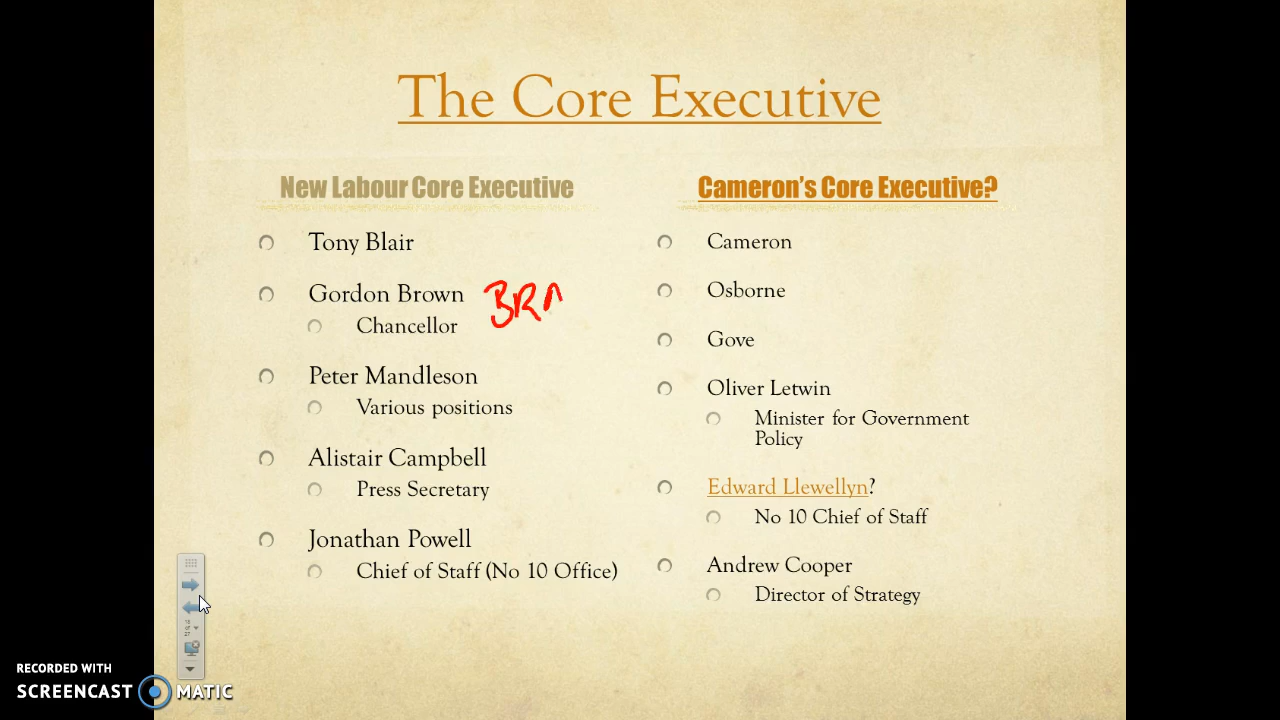 The Core Executive
New Labour Core Executive
Tony Blair
Gordon Brown
Chancellor
Peter Mandleson
Various positions
Alistair Campbell
Press Secretary
Jonathan Powell
Chief of Staff (No 10 Office)
Cameron's Core Executive?
Cameron
Osborne
Gove
Oliver Letwin
Minister for Government
Policy
Edward Llewellyn?
No 10 Chief of Staff
Andrew Cooper
Director of Strategy
RECORDED WITH
SCREENCAST MATIC